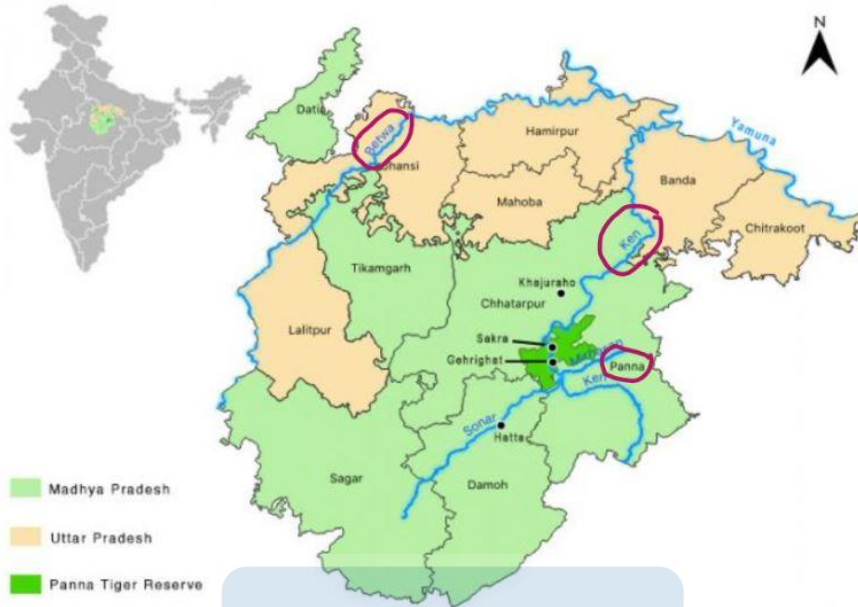 N
Datia
Betwa
Jhansi
Hamirpur
Yamuna
Mahoba
Banda
Chitrakoot
Ken
Tikamgarh
Khajuraho
Chhatarpur
Lalitpur
Sakra
Gehrighat
Panna
Ken
Sonar
Hatta
Sagar
Damoh
Madhya Pradesh
Uttar Pradesh
Panna Tiger Reserve